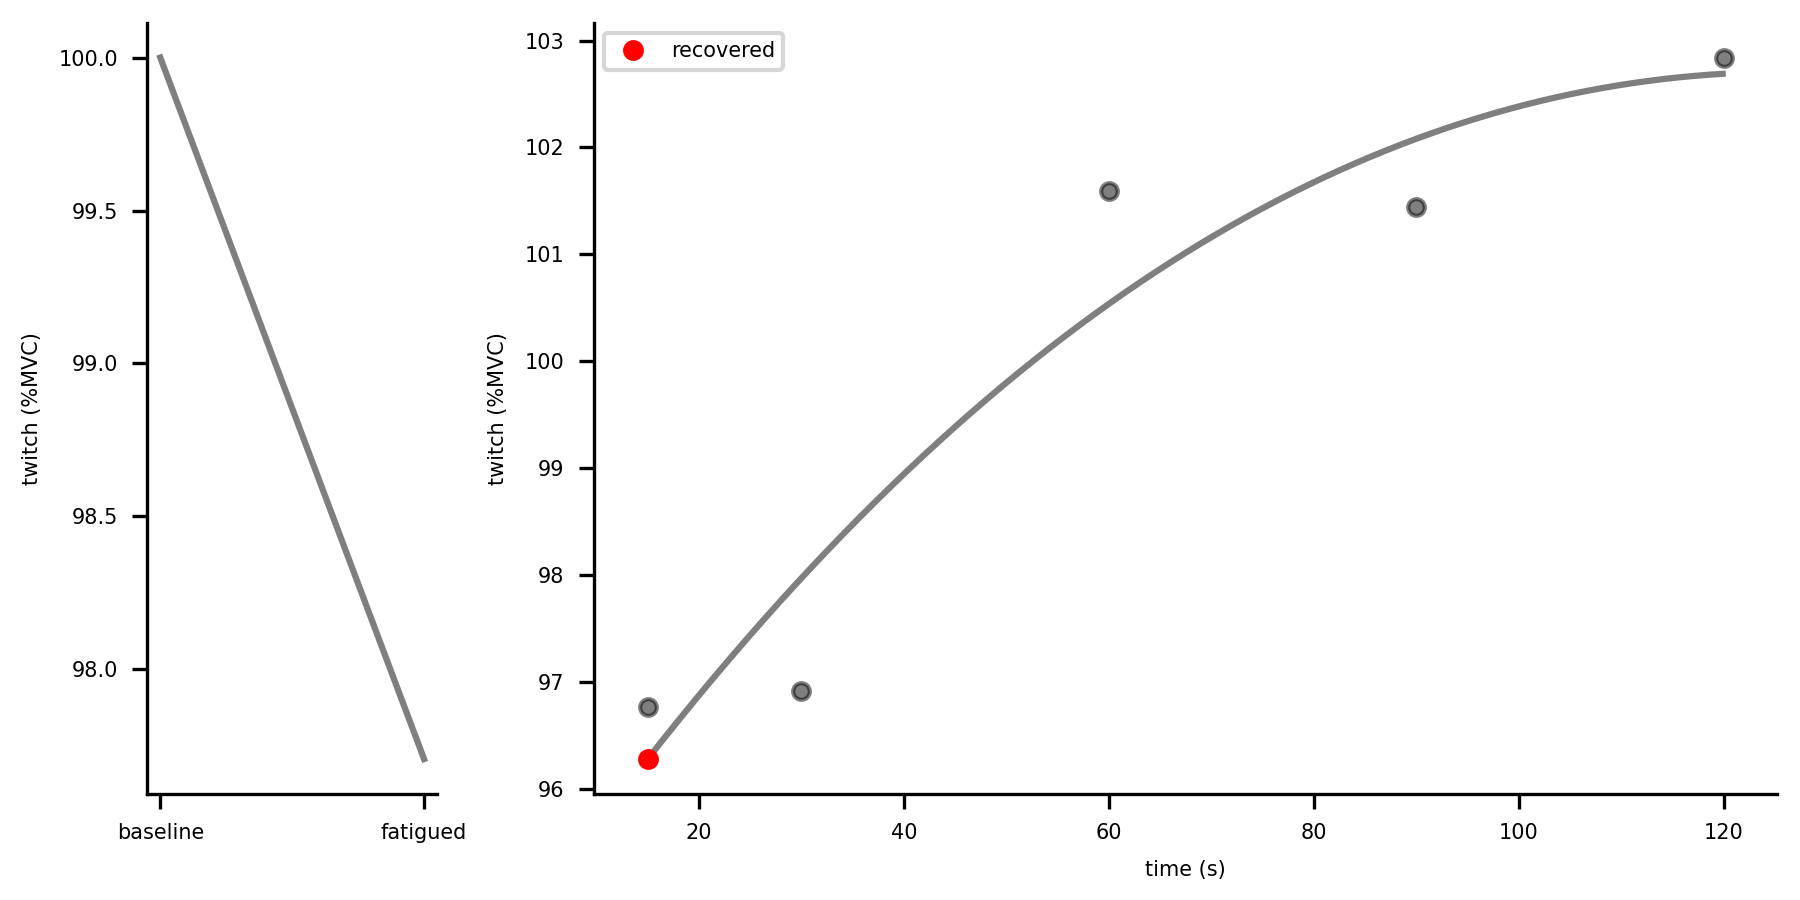 twitch (%MVC)
100.0
99.5
99.0
98.5
98.0
baseline fatigued
twitch (%MVC)
103
102
101
100
99
98
97
96
recovered
20 40 60 80 100 120
time (s)